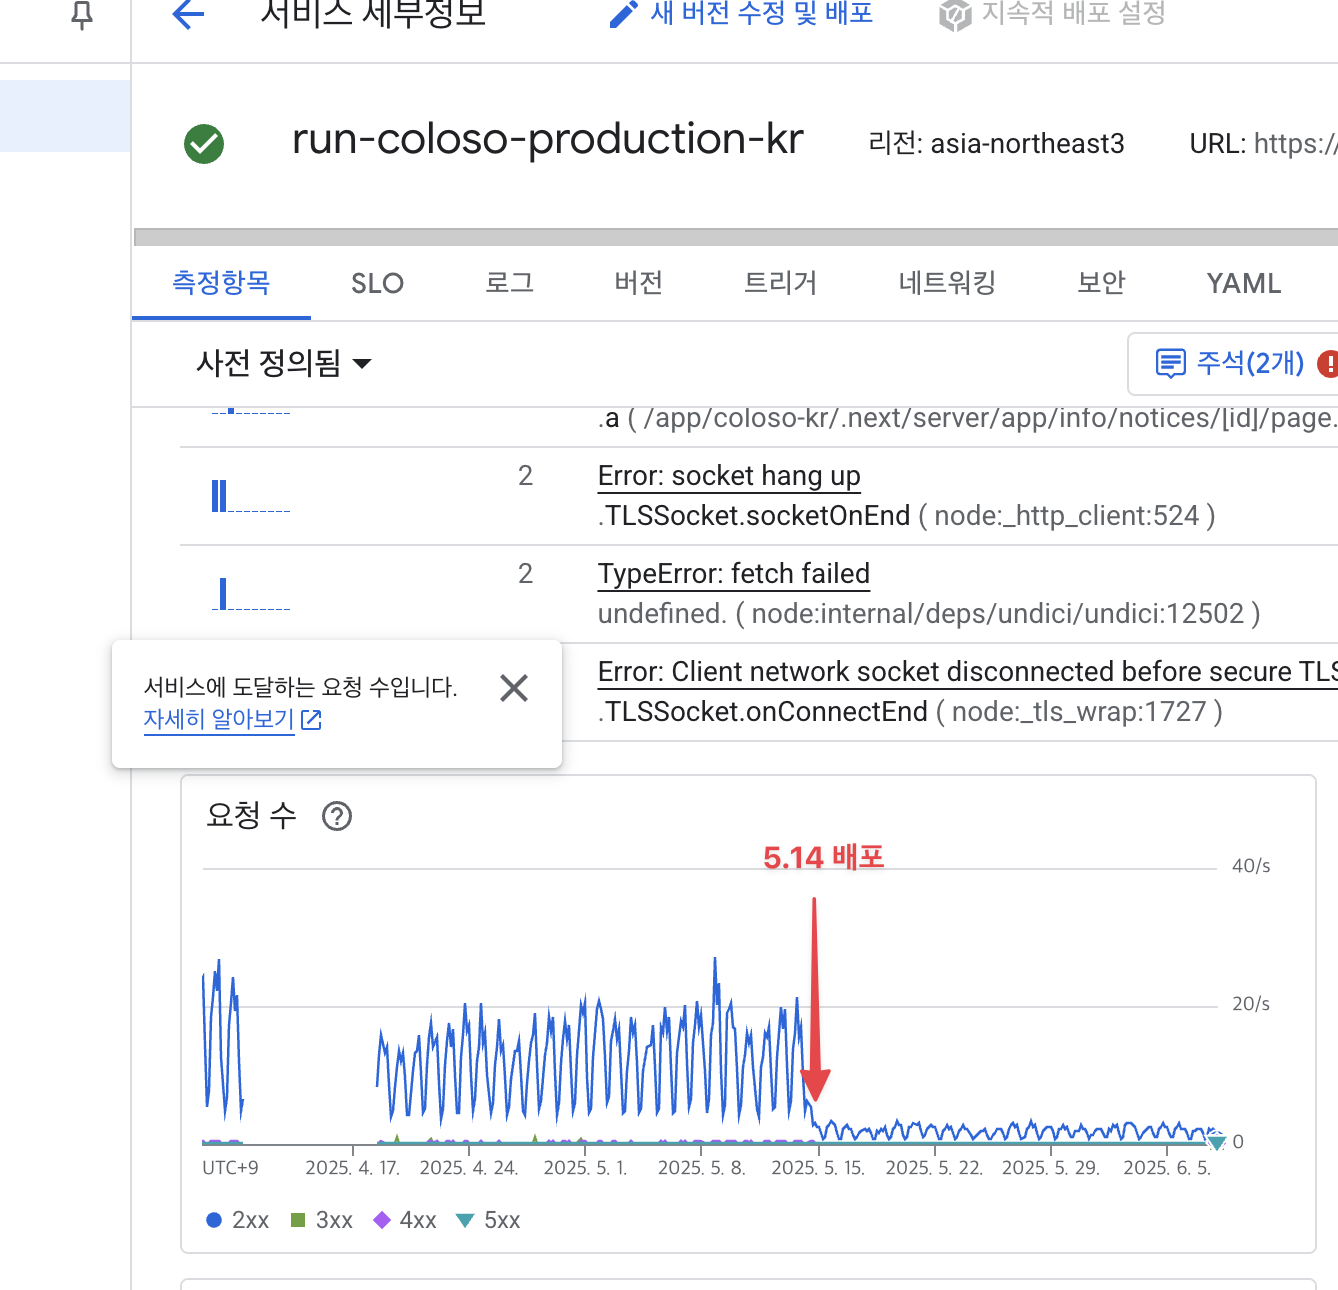 서비스 세부정보
새 버전 수정 및 배포
지속적 배포 설정
run-coloso-production-kr
리전: asia-northeast3
URL: https://
측정항목
SLO
로그
버전
트리거
네트워킹
보안
YAML
사전 정의됨
주석(2개)
.a ( /app/coloso-kr/.next/server/app/info/notices/[id]/page.
2
Error: socket hang up
.TLSSocket.socketOnEnd ( node:_http_client:524 )
2
TypeError: fetch failed
undefined. ( node:internal/deps/undici/undici:12502 )
서비스에 도달하는 요청 수입니다.
자세히 알아보기
Error: Client network socket disconnected before secure TLS
.TLSSocket.onConnectEnd ( node:_tls_wrap:1727 )
요청 수
5.14 배포
40/s
20/s
0
UTC+9
2025. 4. 17.
2025. 4. 24.
2025. 5. 1.
2025. 5. 8.
2025. 5. 15.
2025. 5. 22.
2025. 5. 29.
2025. 6. 5.
2xx
3xx
4xx
5xx